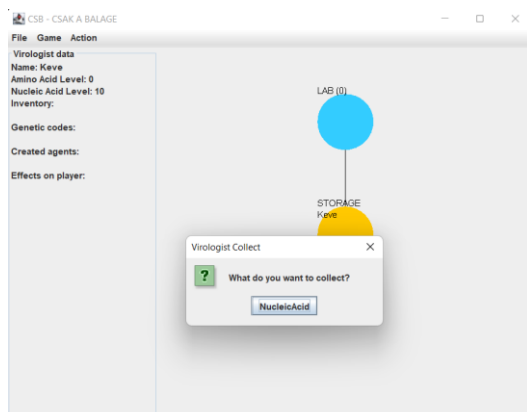 CSB - CSAK A BALAGE
File Game Action
Virologist data
Name: Keve
Amino Acid Level: 0
Nucleic Acid Level: 10
Inventory:
Genetic codes:
Created agents:
Effects on player:
LAB (0)
STORAGE
Keve
Virologist Collect
?
What do you want to collect?
NucleicAcid